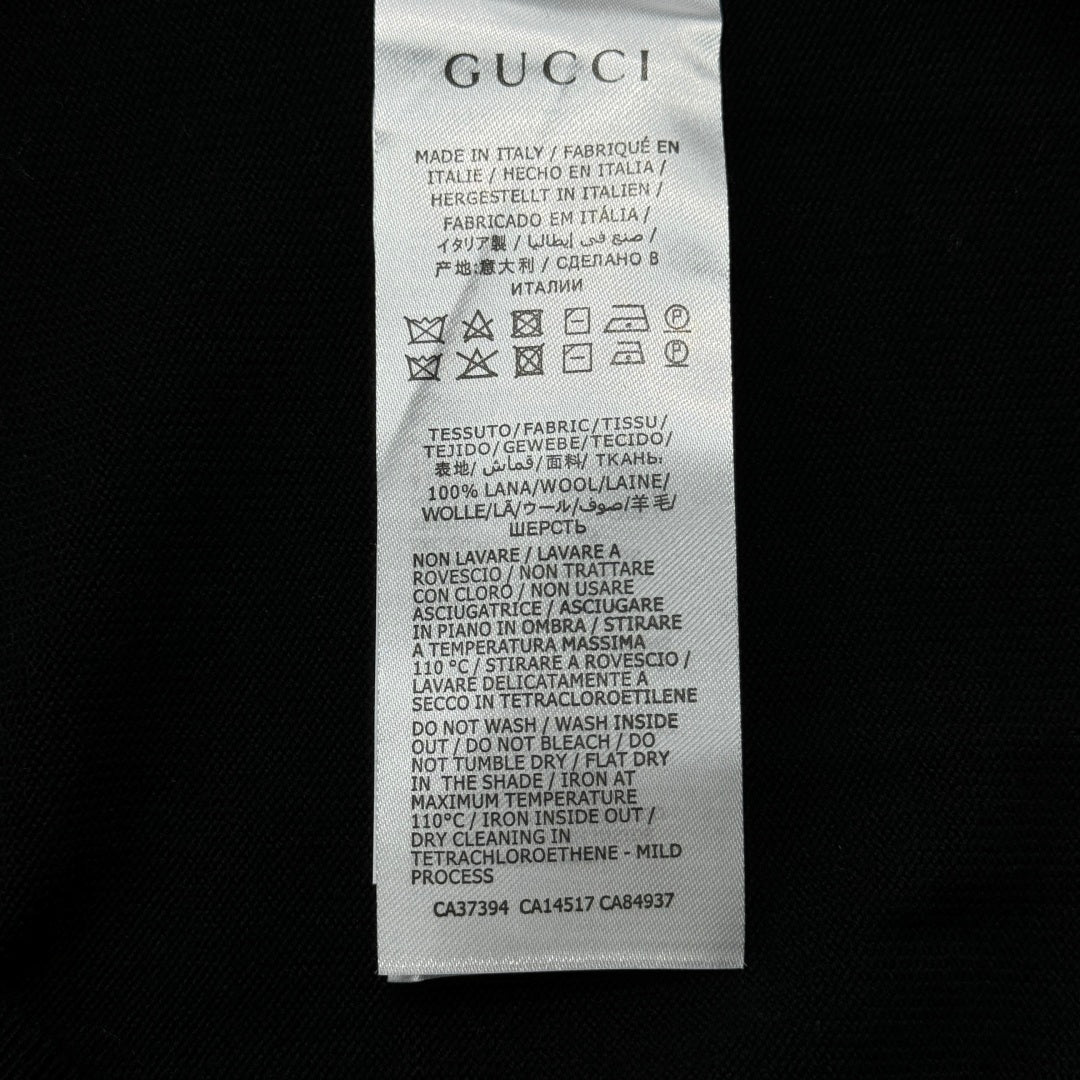 GUCCI
MADE IN ITALY / FABRIQUÉ EN
ITALIE / HECHO EN ITALIA /
HERGESTELLT IN ITALIEN /
FABRICADO EM ITÁLIA /
イタリア製 / صنع في إيطاليا /
产地:意大利 / СДЕЛАНО В
ИТАЛИИ
TESSUTO/FABRIC/TISSU/
TEJIDO/GEWEBE/TECIDO/
表地/ قماش/面料/ ТКАНЬ:
100% LANA/WOOL/LAINE/
WOLLE/LÃ/ウール/صوف/羊毛/
ШЕРСТЬ
NON LAVARE / LAVARE A
ROVESCIO / NON TRATTARE
CON CLORO / NON USARE
ASCIUGATRICE / ASCIUGARE
IN PIANO IN OMBRA / STIRARE
A TEMPERATURA MASSIMA
110 °C / STIRARE A ROVESCIO /
LAVARE DELICATAMENTE A
SECCO IN TETRACLOROETILENE
DO NOT WASH / WASH INSIDE
OUT / DO NOT BLEACH / DO
NOT TUMBLE DRY / FLAT DRY
IN THE SHADE / IRON AT
MAXIMUM TEMPERATURE
110°C / IRON INSIDE OUT /
DRY CLEANING IN
TETRACHLOROETHENE - MILD
PROCESS
CA37394 CA14517 CA84937